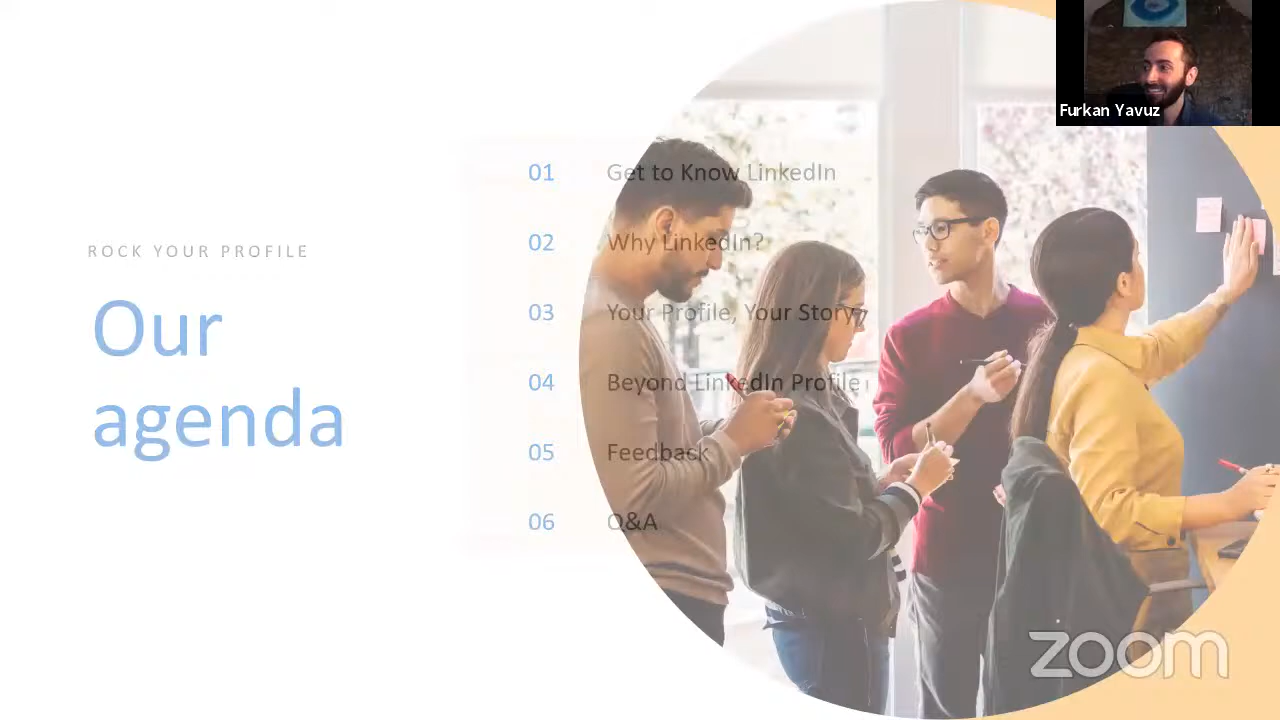 Furkan Yavuz
ROCK YOUR PROFILE
Our
agenda
01 Get to Know LinkedIn
02 Why LinkedIn?
03 Your Profile, Your Story
04 Beyond LinkedIn Profile
05 Feedback
06 Q&A
zoom